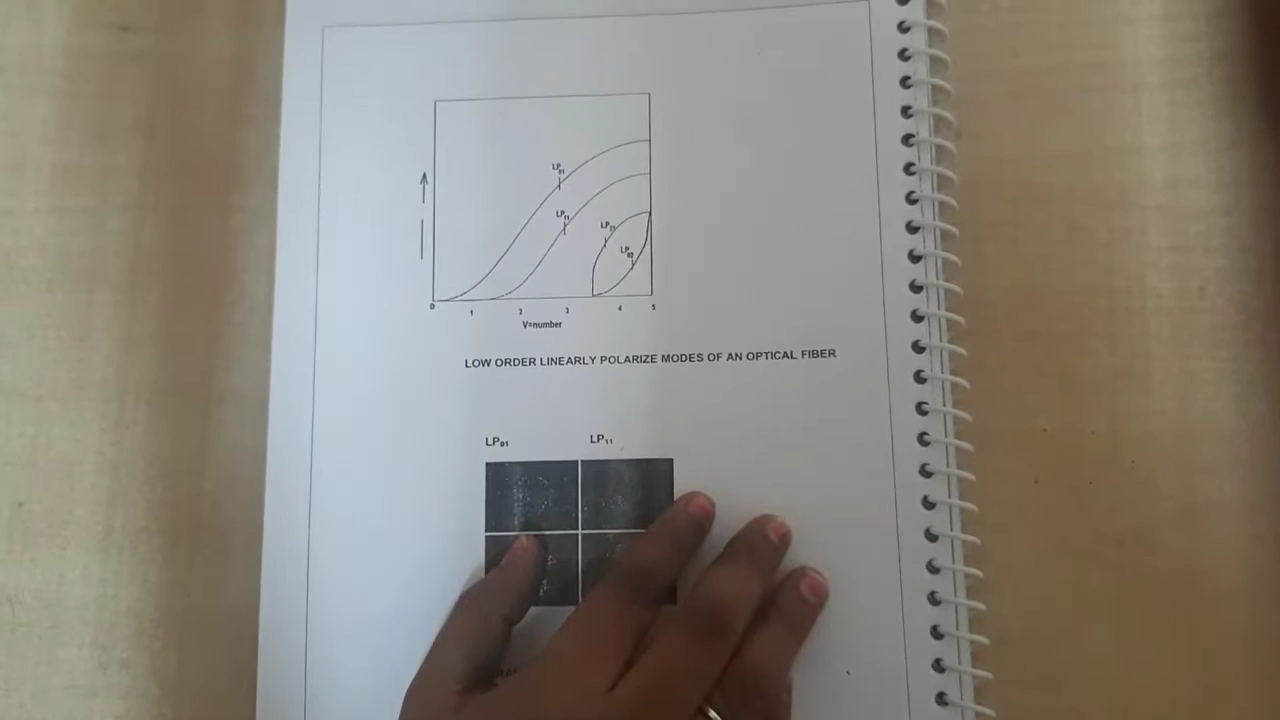 LP01
LP11
LP21
LP02
0 1 2 3 4 5
V=number
LOW ORDER LINEARLY POLARIZE MODES OF AN OPTICAL FIBER
LP01 LP11